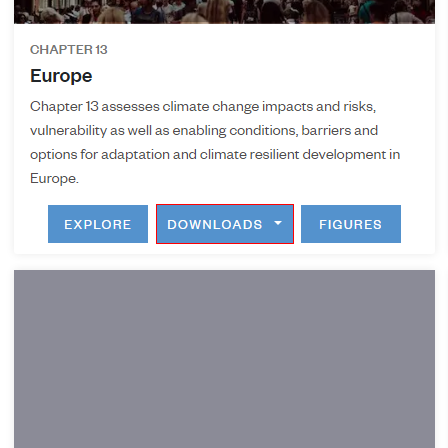 CHAPTER 13
Europe
Chapter 13 assesses climate change impacts and risks,
vulnerability as well as enabling conditions, barriers and
options for adaptation and climate resilient development in
Europe.
EXPLORE
DOWNLOADS
FIGURES